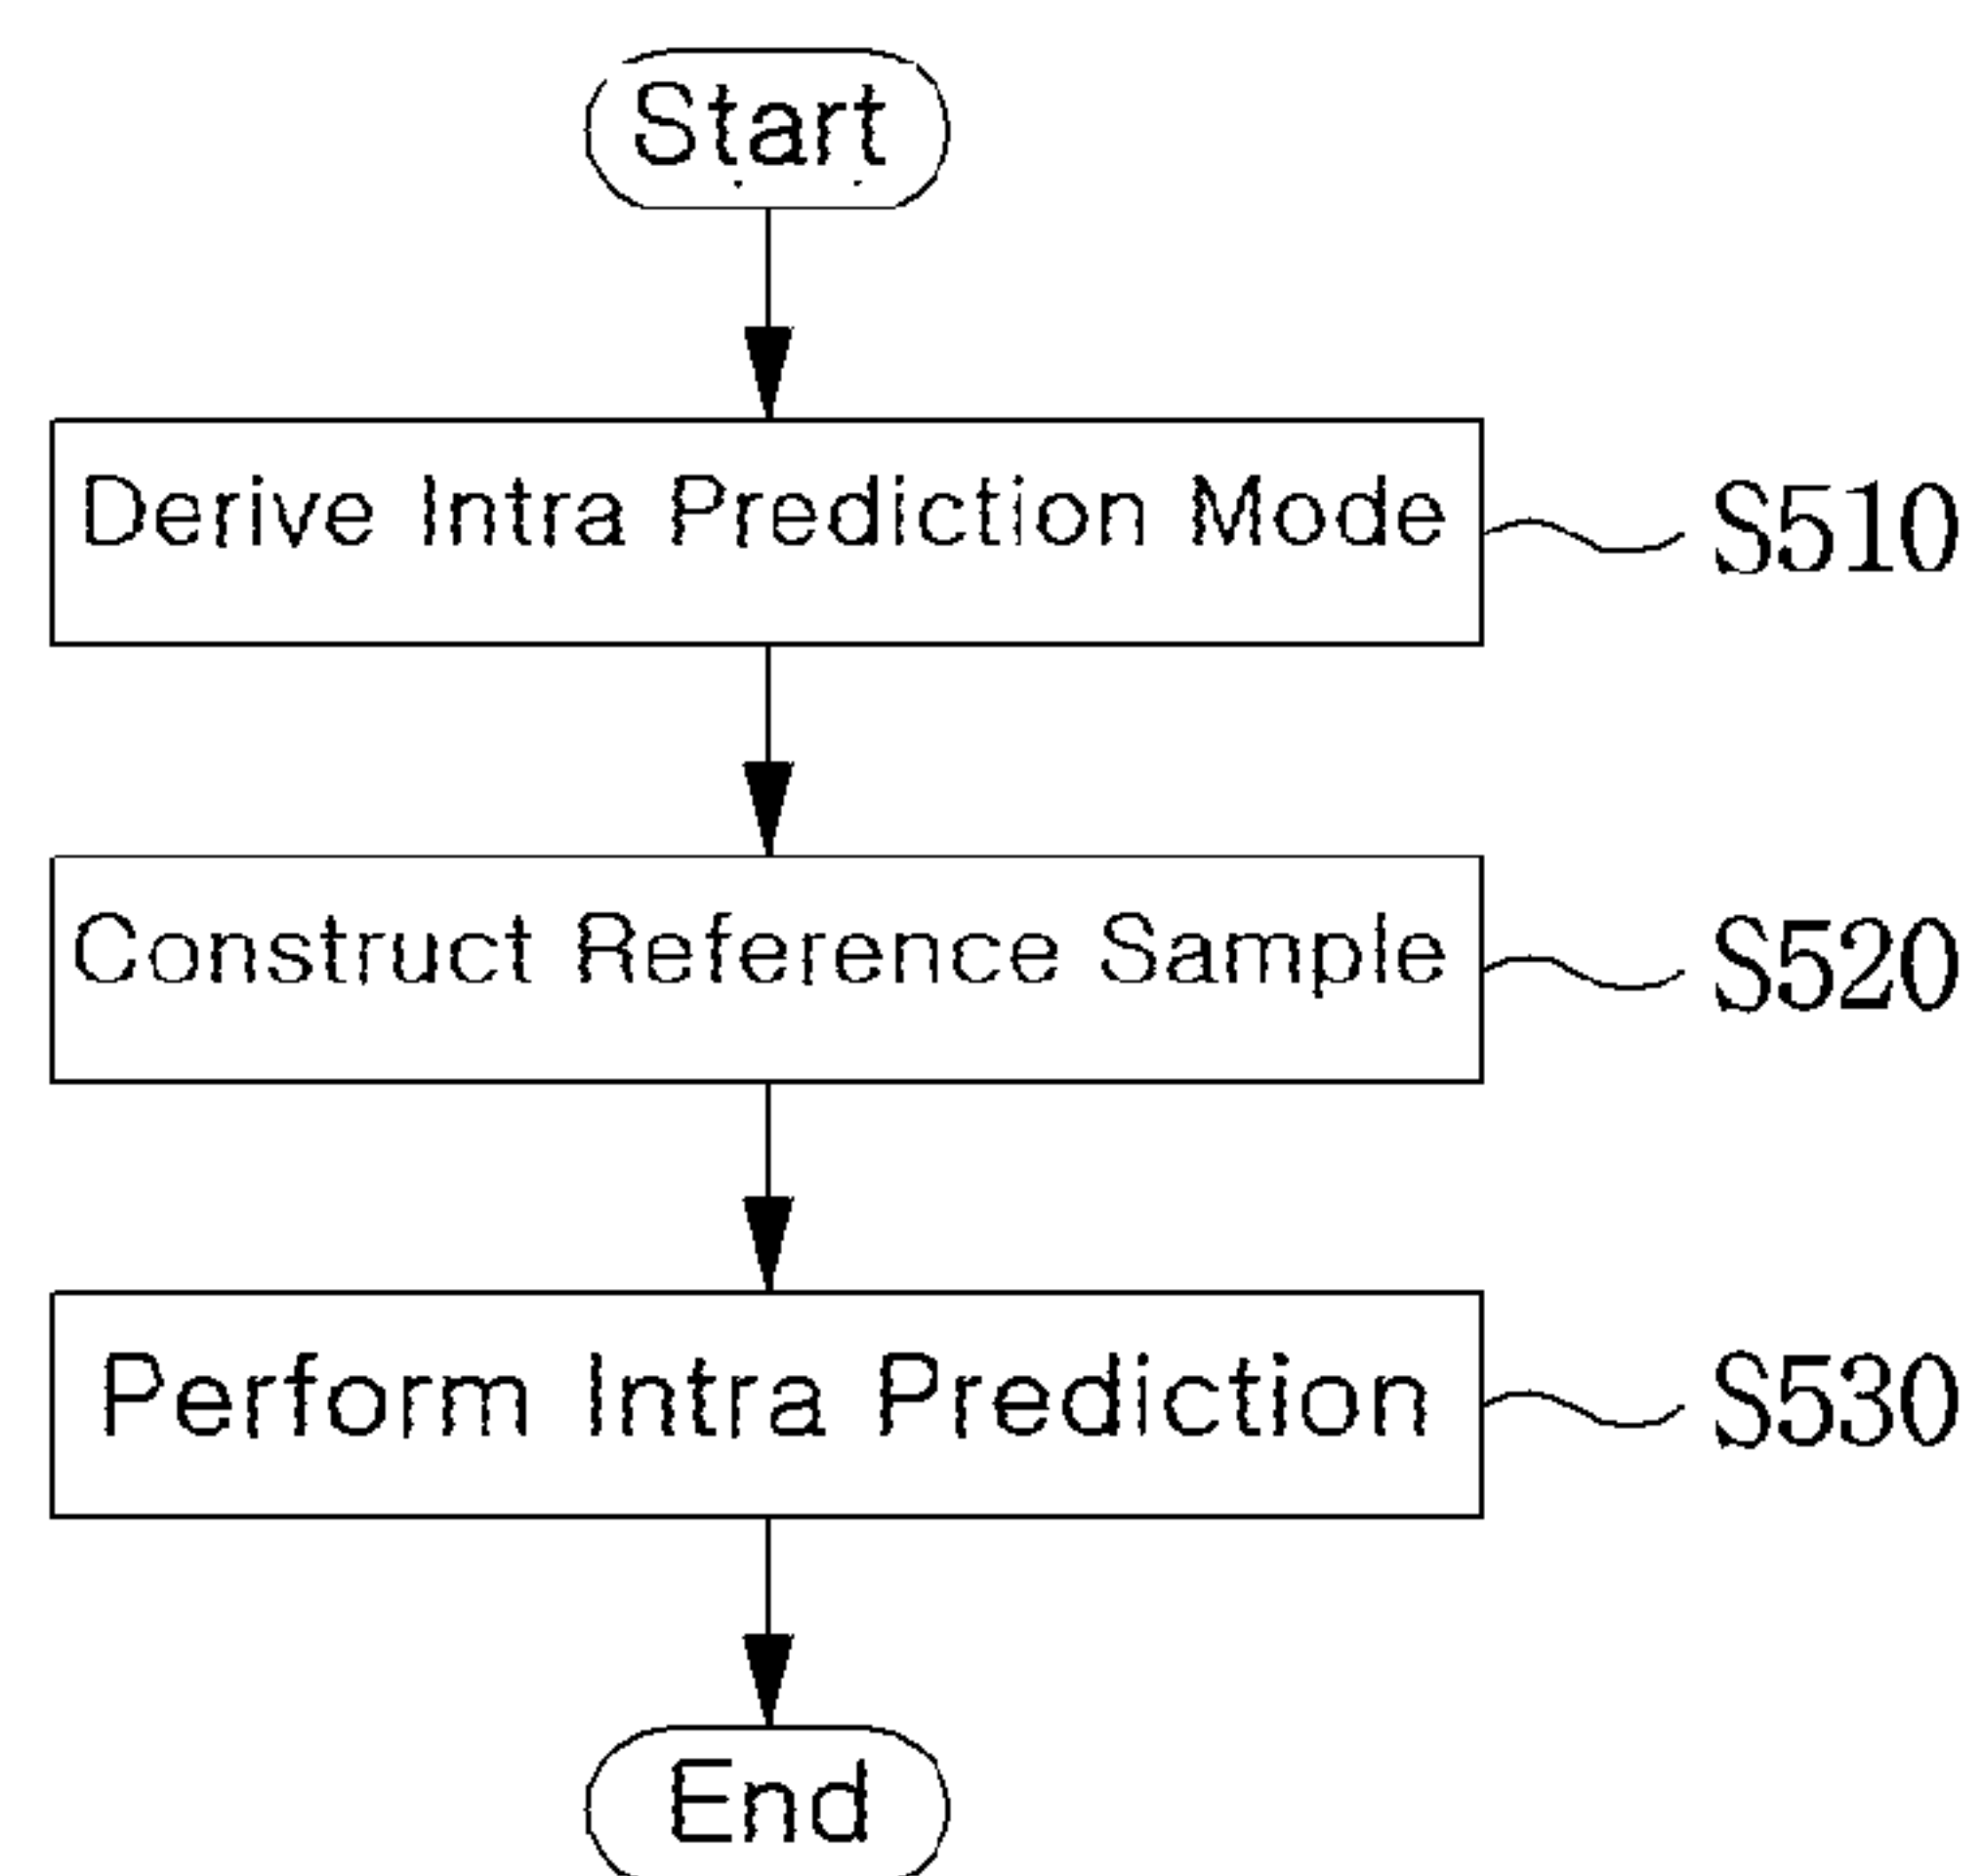 Start
Derive Intra Prediction Mode
S510
Construct Reference Sample
S520
Perform Intra Prediction
S530
End